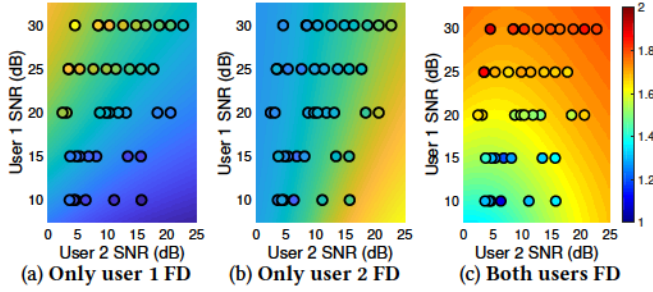 User 1 SNR (dB)
30
25
20
15
10
0 5 10 15 20 25
User 2 SNR (dB)
(a) Only user 1 FD
User 1 SNR (dB)
30
25
20
15
10
0 5 10 15 20 25
User 2 SNR (dB)
(b) Only user 2 FD
User 1 SNR (dB)
30
25
20
15
10
0 5 10 15 20 25
User 2 SNR (dB)
(c) Both users FD
2
1.8
1.6
1.4
1.2
1